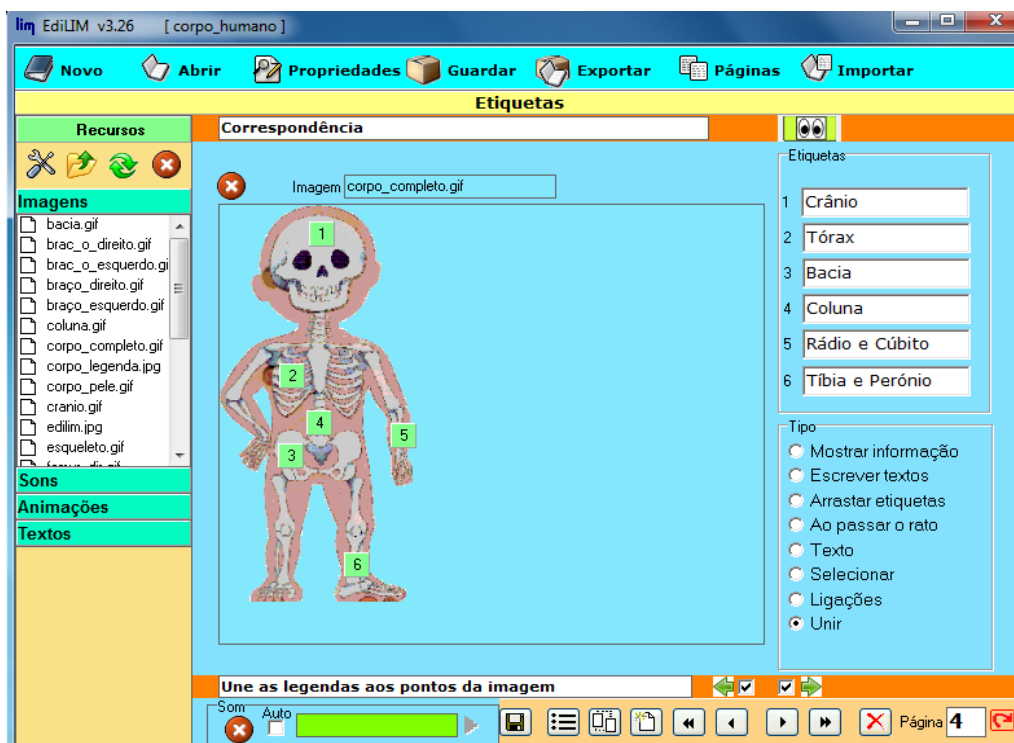 lim EdiLIM v3.26 [ corpo_humano ]
Novo Abrir Propriedades Guardar Exportar Páginas Importar
Etiquetas
Recursos
Correspondência
Imagens
bacia.gif
brac_o_direito.gif
brac_o_esquerdo.gi
braço_direito.gif
braço_esquerdo.gif
coluna.gif
corpo_completo.gif
corpo_legenda.jpg
corpo_pele.gif
cranio.gif
edilim.jpg
esqueleto.gif
Sons
Animações
Textos
Imagem corpo_completo.gif
1
2
4
3
5
6
Etiquetas
1 Crânio
2 Tórax
3 Bacia
4 Coluna
5 Rádio e Cúbito
6 Tíbia e Perónio
Tipo
Mostrar informação
Escrever textos
Arrastar etiquetas
Ao passar o rato
Texto
Selecionar
Ligações
Unir
Une as legendas aos pontos da imagem
Som
Auto
Página 4